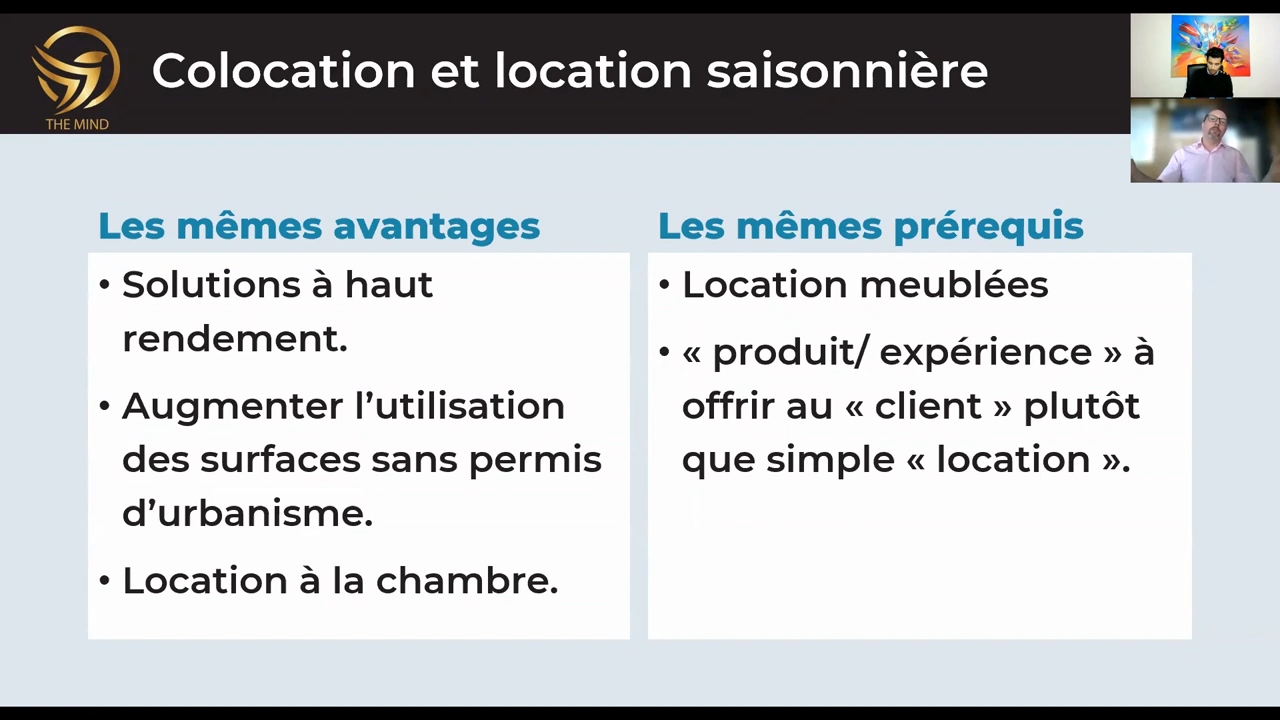 Colocation et location saisonnière
THE MIND
Les mêmes avantages
• Solutions à haut
rendement.
• Augmenter l’utilisation
des surfaces sans permis
d’urbanisme.
• Location à la chambre.
Les mêmes prérequis
• Location meublées
• « produit/ expérience » à
offrir au « client » plutôt
que simple « location ».